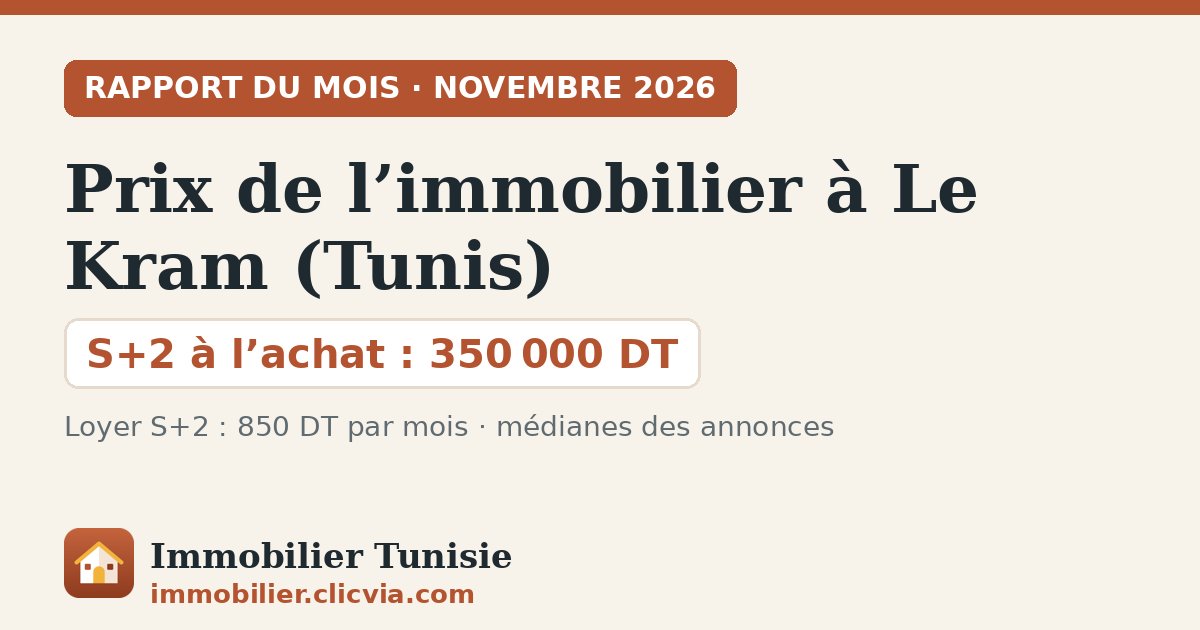 RAPPORT DU MOIS · NOVEMBRE 2026
Prix de l’immobilier à Le
Kram (Tunis)
S+2 à l’achat : 350 000 DT
Loyer S+2 : 850 DT par mois · médianes des annonces
Immobilier Tunisie
immobilier.clicvia.com